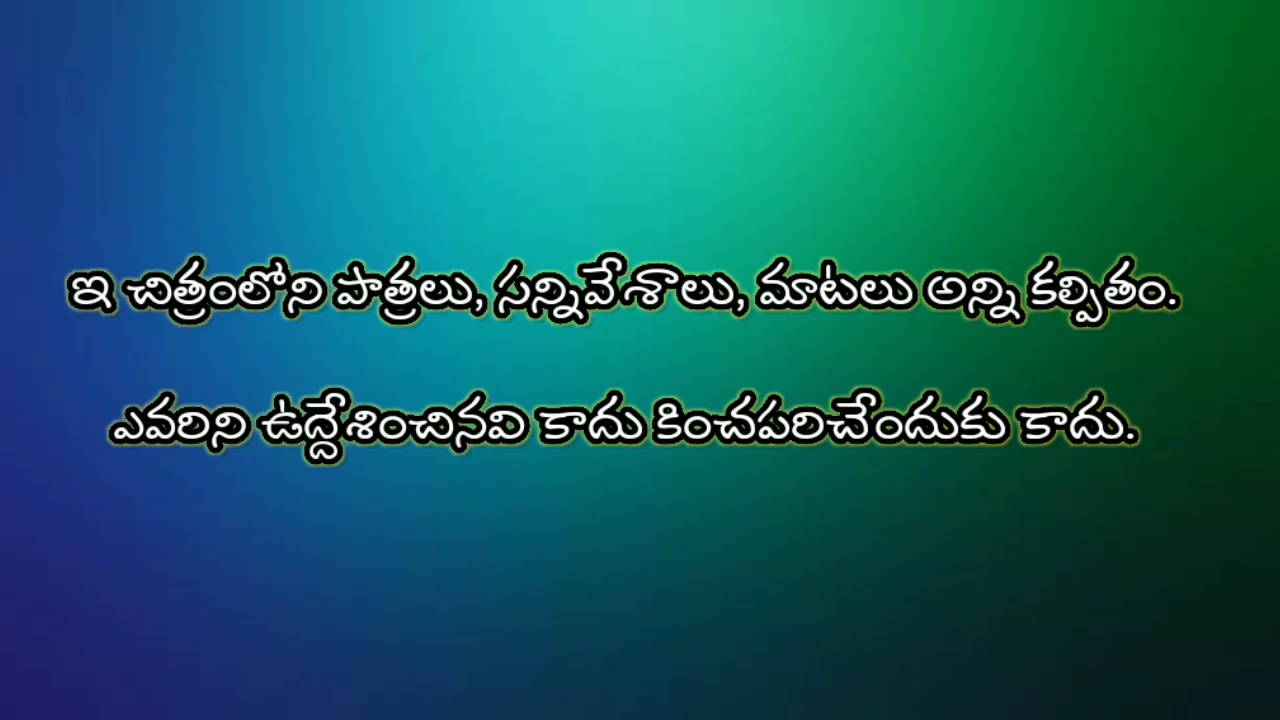 ఇ చిత్రంలోని పాత్రలు, సన్నివేశాలు, మాటలు అన్ని కల్పితం.
ఎవరిని ఉద్దేశించినవి కాదు కించపరిచేందుకు కాదు.